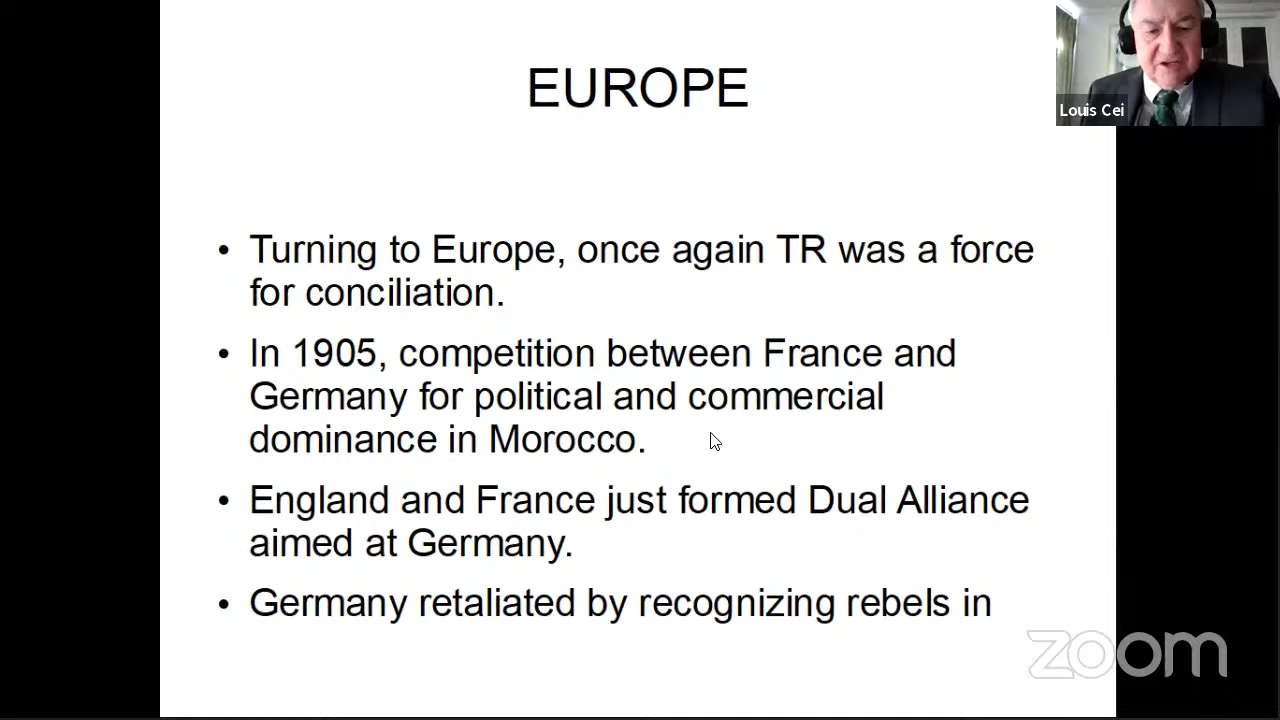 EUROPE
Louis Cei
• Turning to Europe, once again TR was a force
for conciliation.
• In 1905, competition between France and
Germany for political and commercial
dominance in Morocco.
• England and France just formed Dual Alliance
aimed at Germany.
• Germany retaliated by recognizing rebels in
zoom